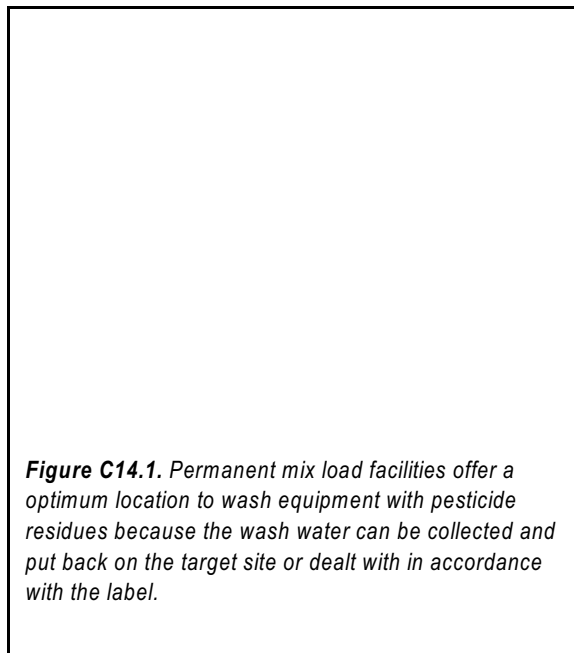 Figure C14.1. Permanent mix load facilities offer a
optimum location to wash equipment with pesticide
residues because the wash water can be collected and
put back on the target site or dealt with in accordance
with the label.